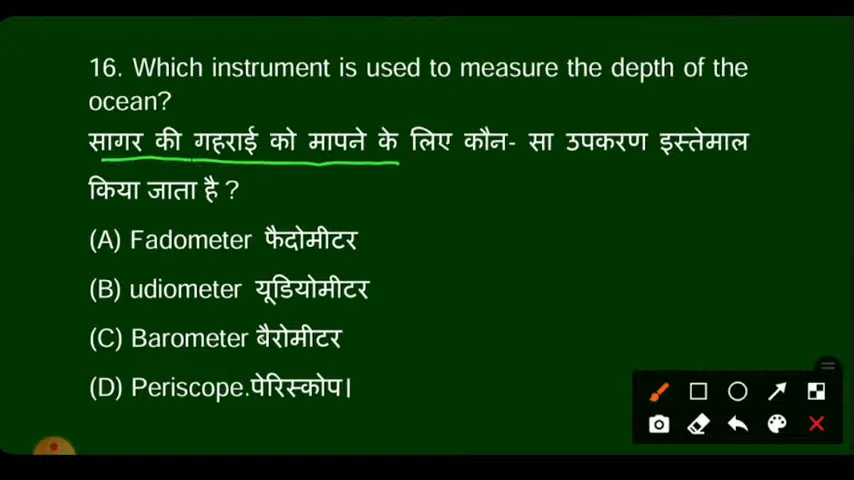 16. Which instrument is used to measure the depth of the
ocean?
सागर की गहराई को मापने के लिए कौन- सा उपकरण इस्तेमाल
किया जाता है ?
(A) Fadometer फैदोमीटर
(B) udiometer यूडियोमीटर
(C) Barometer बैरोमीटर
(D) Periscope.पेरिस्कोप।